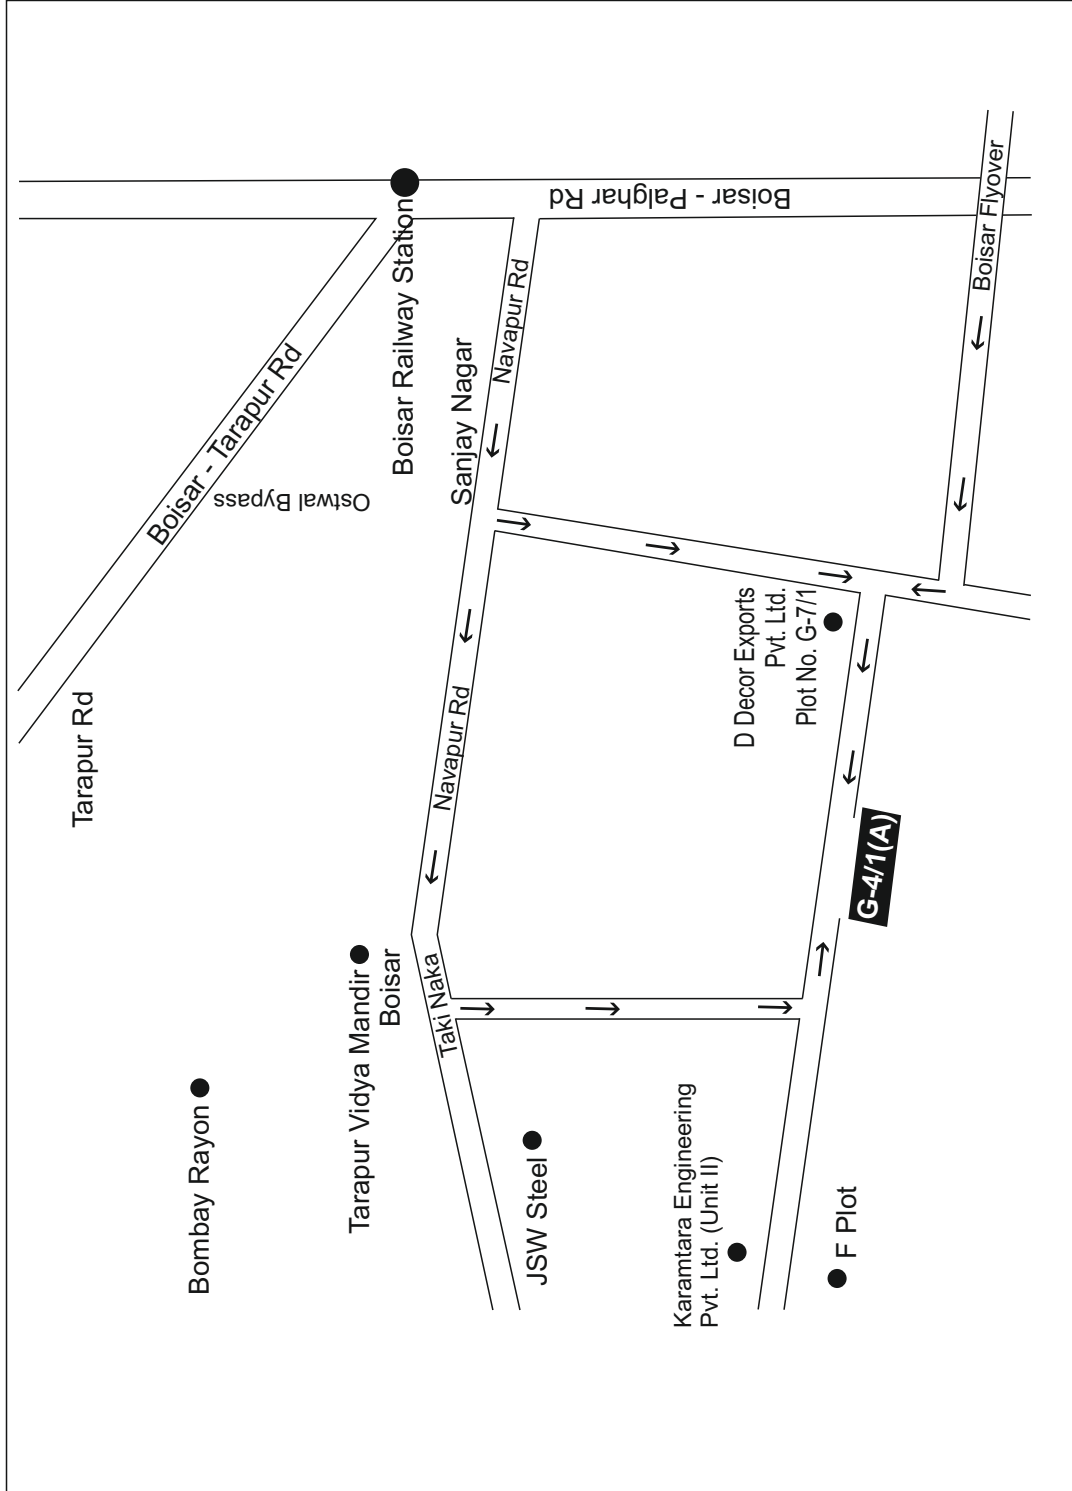 Boisar - Palghar Rd
Boisar Flyover
Boisar Railway Station
Boisar - Tarapur Rd
Ostwal Bypass
Navapur Rd
Sanjay Nagar
Tarapur Rd
Navapur Rd
D Decor Exports
Pvt. Ltd.
Plot No. G-7/1
G-4/1(A)
Tarapur Vidya Mandir
Boisar
Taki Naka
Bombay Rayon
JSW Steel
Karamtara Engineering
Pvt. Ltd. (Unit II)
F Plot